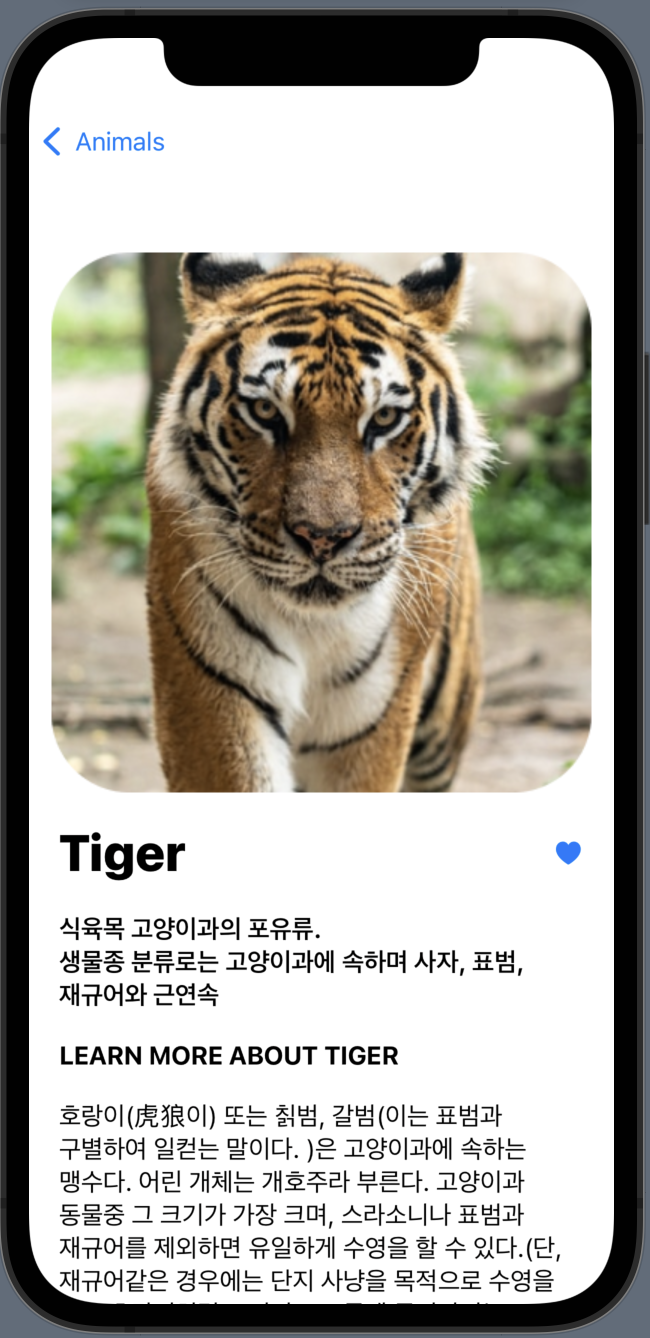 Animals
Tiger
식육목 고양이과의 포유류.
생물종 분류로는 고양이과에 속하며 사자, 표범,
재규어와 근연속
LEARN MORE ABOUT TIGER
호랑이(虎狼이) 또는 칡범, 갈범(이는 표범과
구별하여 일컫는 말이다. )은 고양이과에 속하는
맹수다. 어린 개체는 개호주라 부른다. 고양이과
동물중 그 크기가 가장 크며, 스라소니나 표범과
재규어를 제외하면 유일하게 수영을 할 수 있다.(단,
재규어같은 경우에는 단지 사냥을 목적으로 수영을